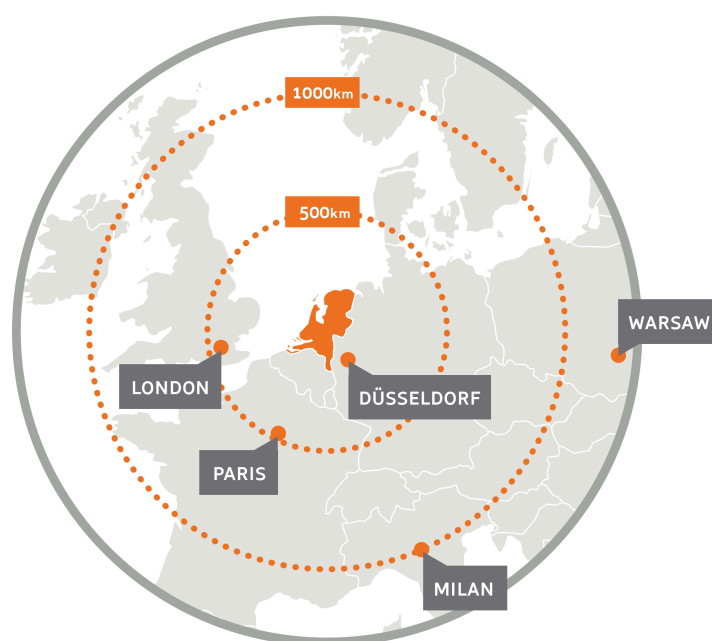 1000km
500km
WARSAW
LONDON
DÜSSELDORF
PARIS
MILAN